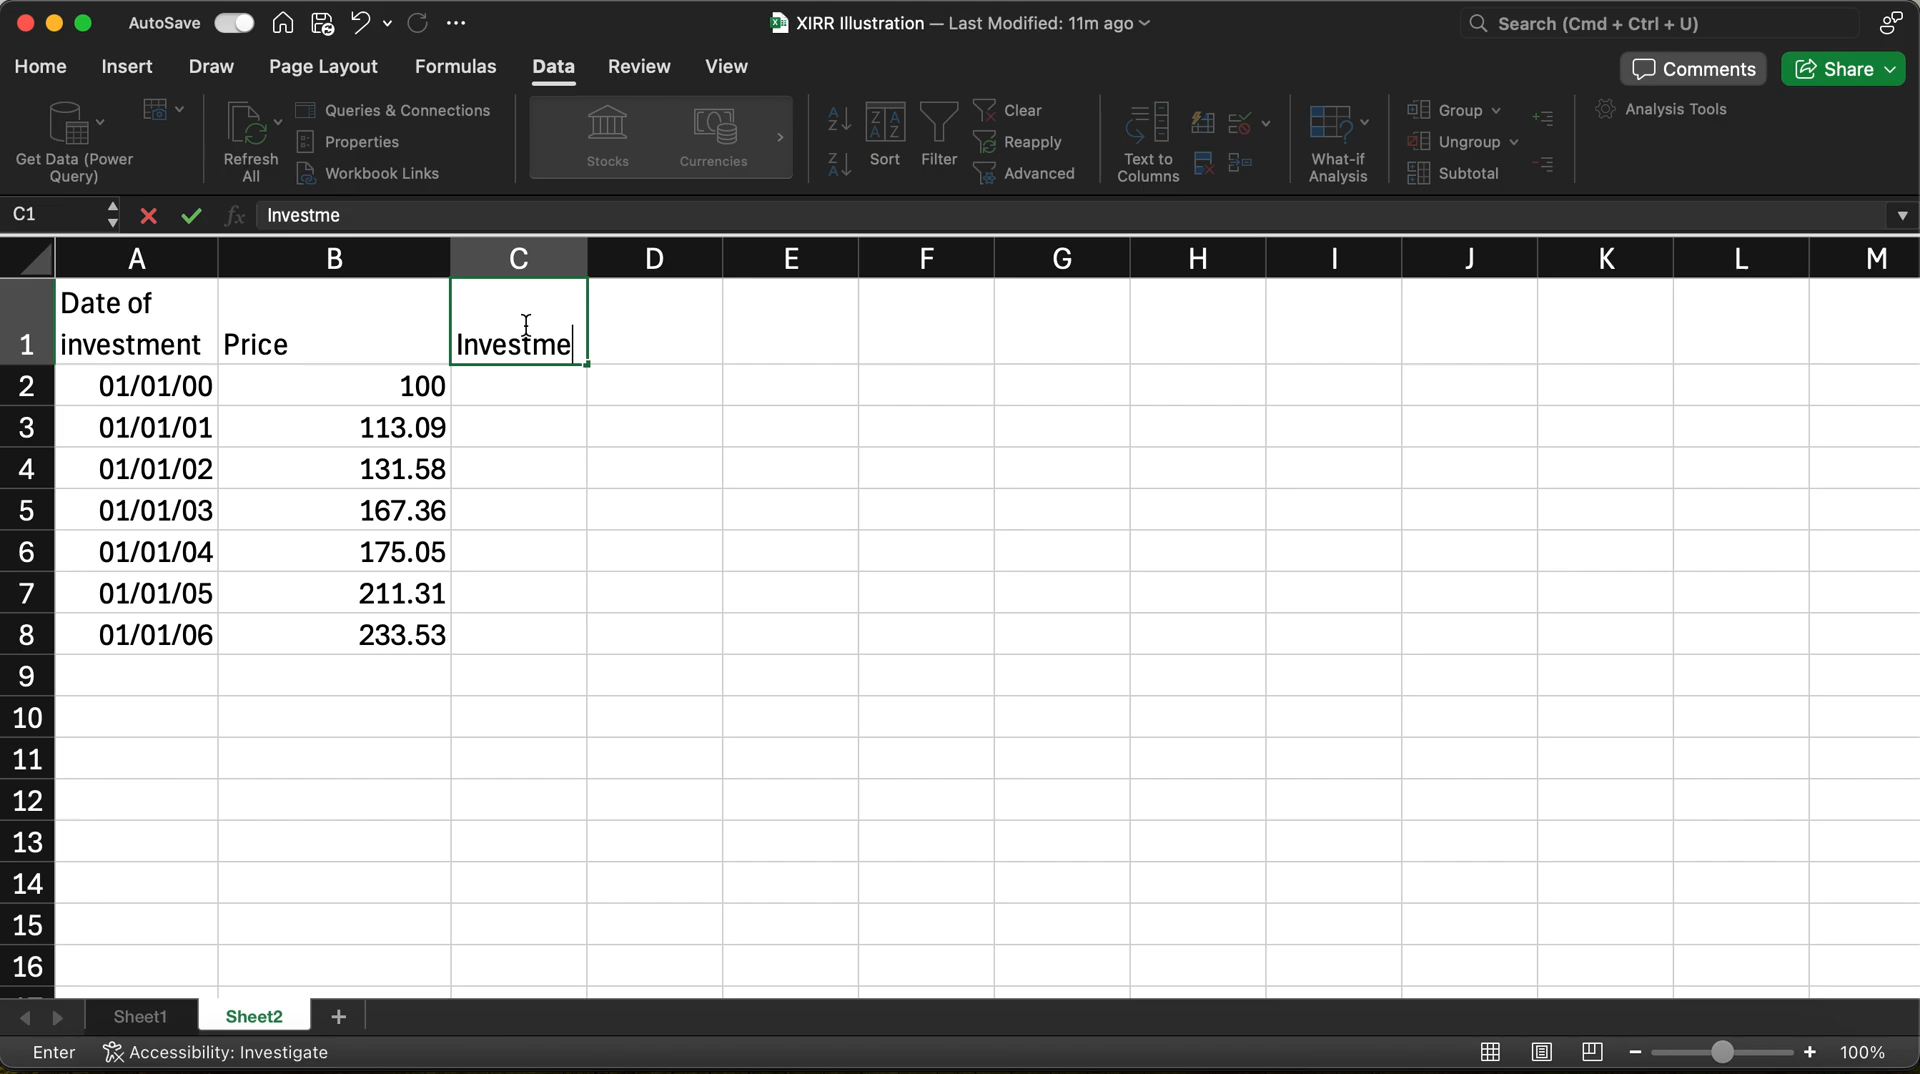 AutoSave
XIRR Illustration — Last Modified: 11m ago
Search (Cmd + Ctrl + U)
Home Insert Draw Page Layout Formulas Data Review View
Comments
Share
Get Data (Power
Query)
Refresh
All
Queries & Connections
Properties
Workbook Links
Stocks
Currencies
Sort
Filter
Clear
Reapply
Advanced
Text to
Columns
What-if
Analysis
Group
Ungroup
Subtotal
Analysis Tools
C1 fx Investme
A B C D E F G H I J K L M
Date of
1 investment Price Investme
2 01/01/00 100
3 01/01/01 113.09
4 01/01/02 131.58
5 01/01/03 167.36
6 01/01/04 175.05
7 01/01/05 211.31
8 01/01/06 233.53
9
10
11
12
13
14
15
16
Sheet1 Sheet2 +
Enter Accessibility: Investigate
100%